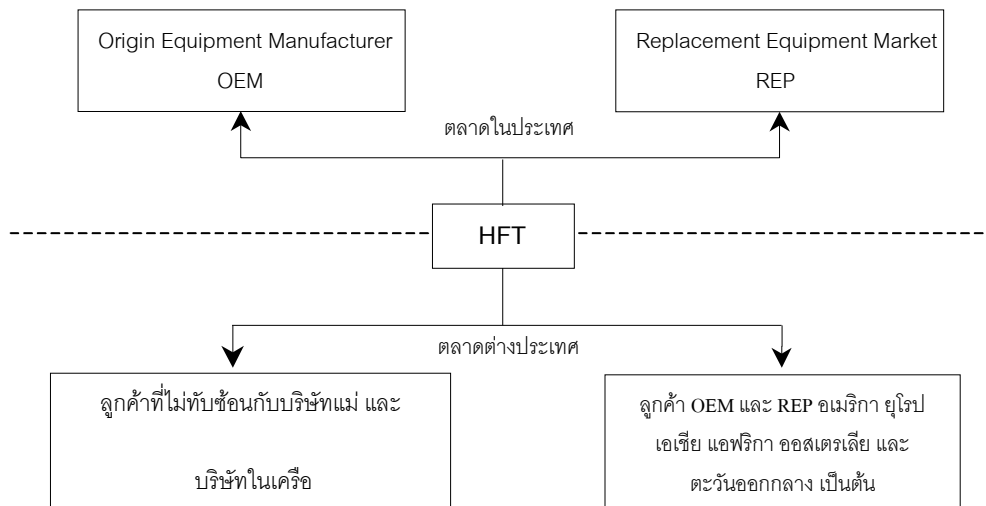 Origin Equipment Manufacturer
OEM
Replacement Equipment Market
REP
ตลาดในประเทศ
HFT
ตลาดต่างประเทศ
ลูกค้าที่ไม่ทับซ้อนกับบริษัทแม่ และ
บริษัทในเครือ
ลูกค้า OEM และ REP อเมริกา ยุโรป
เอเชีย แอฟริกา ออสเตรเลีย และ
ตะวันออกกลาง เป็นต้น